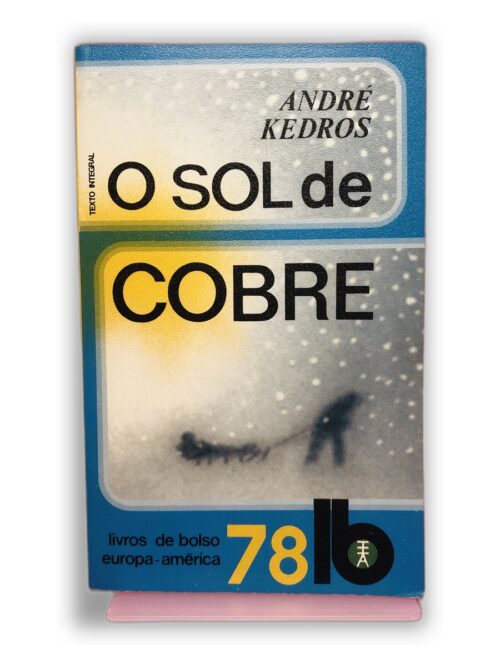 ANDRÉ
KEDROS
TEXTO INTEGRAL
O SOL de
COBRE
livros de bolso
europa-américa
78 lb